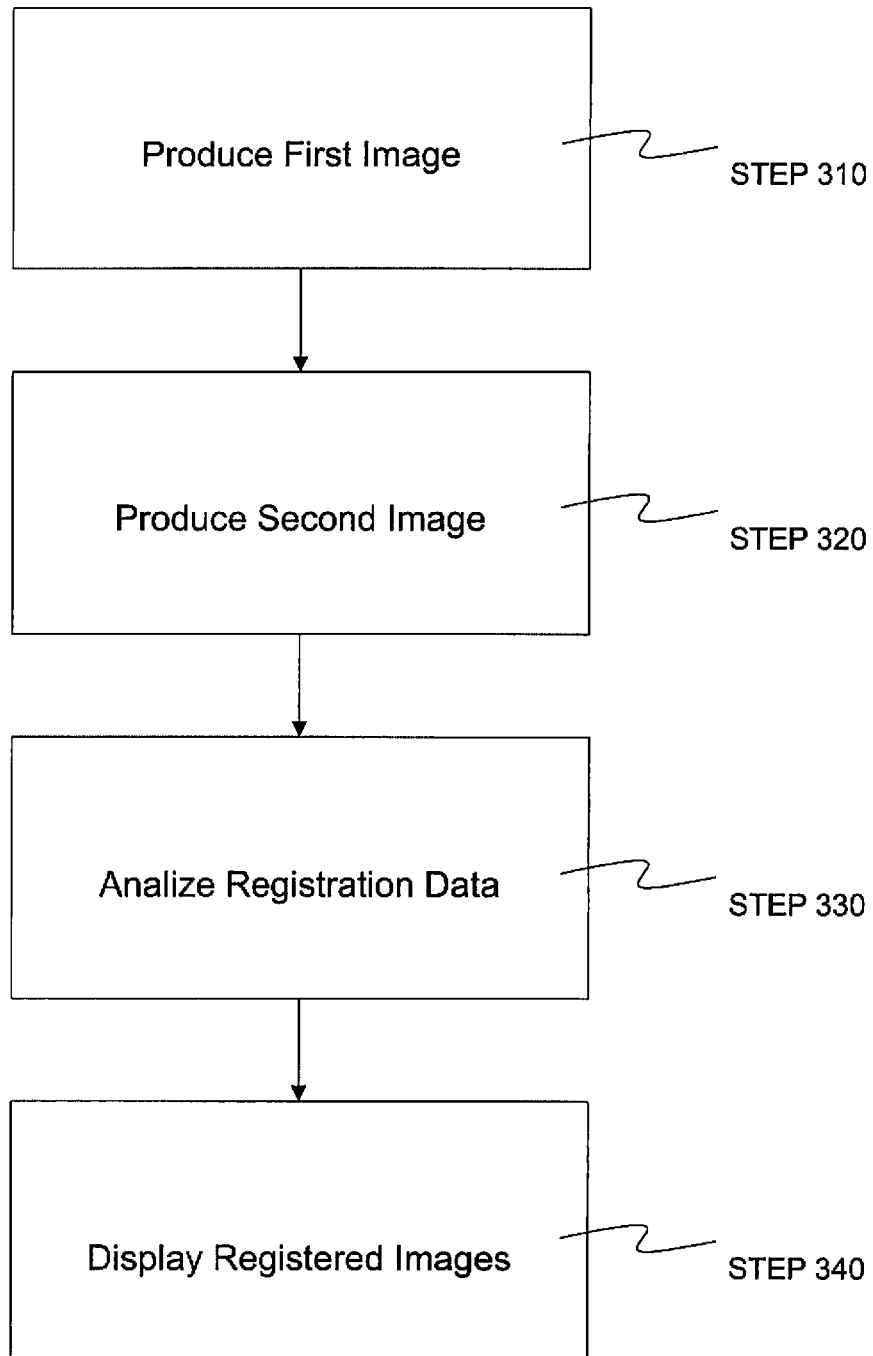 Produce First Image
STEP 310
Produce Second Image
STEP 320
Analize Registration Data
STEP 330
Display Registered Images
STEP 340